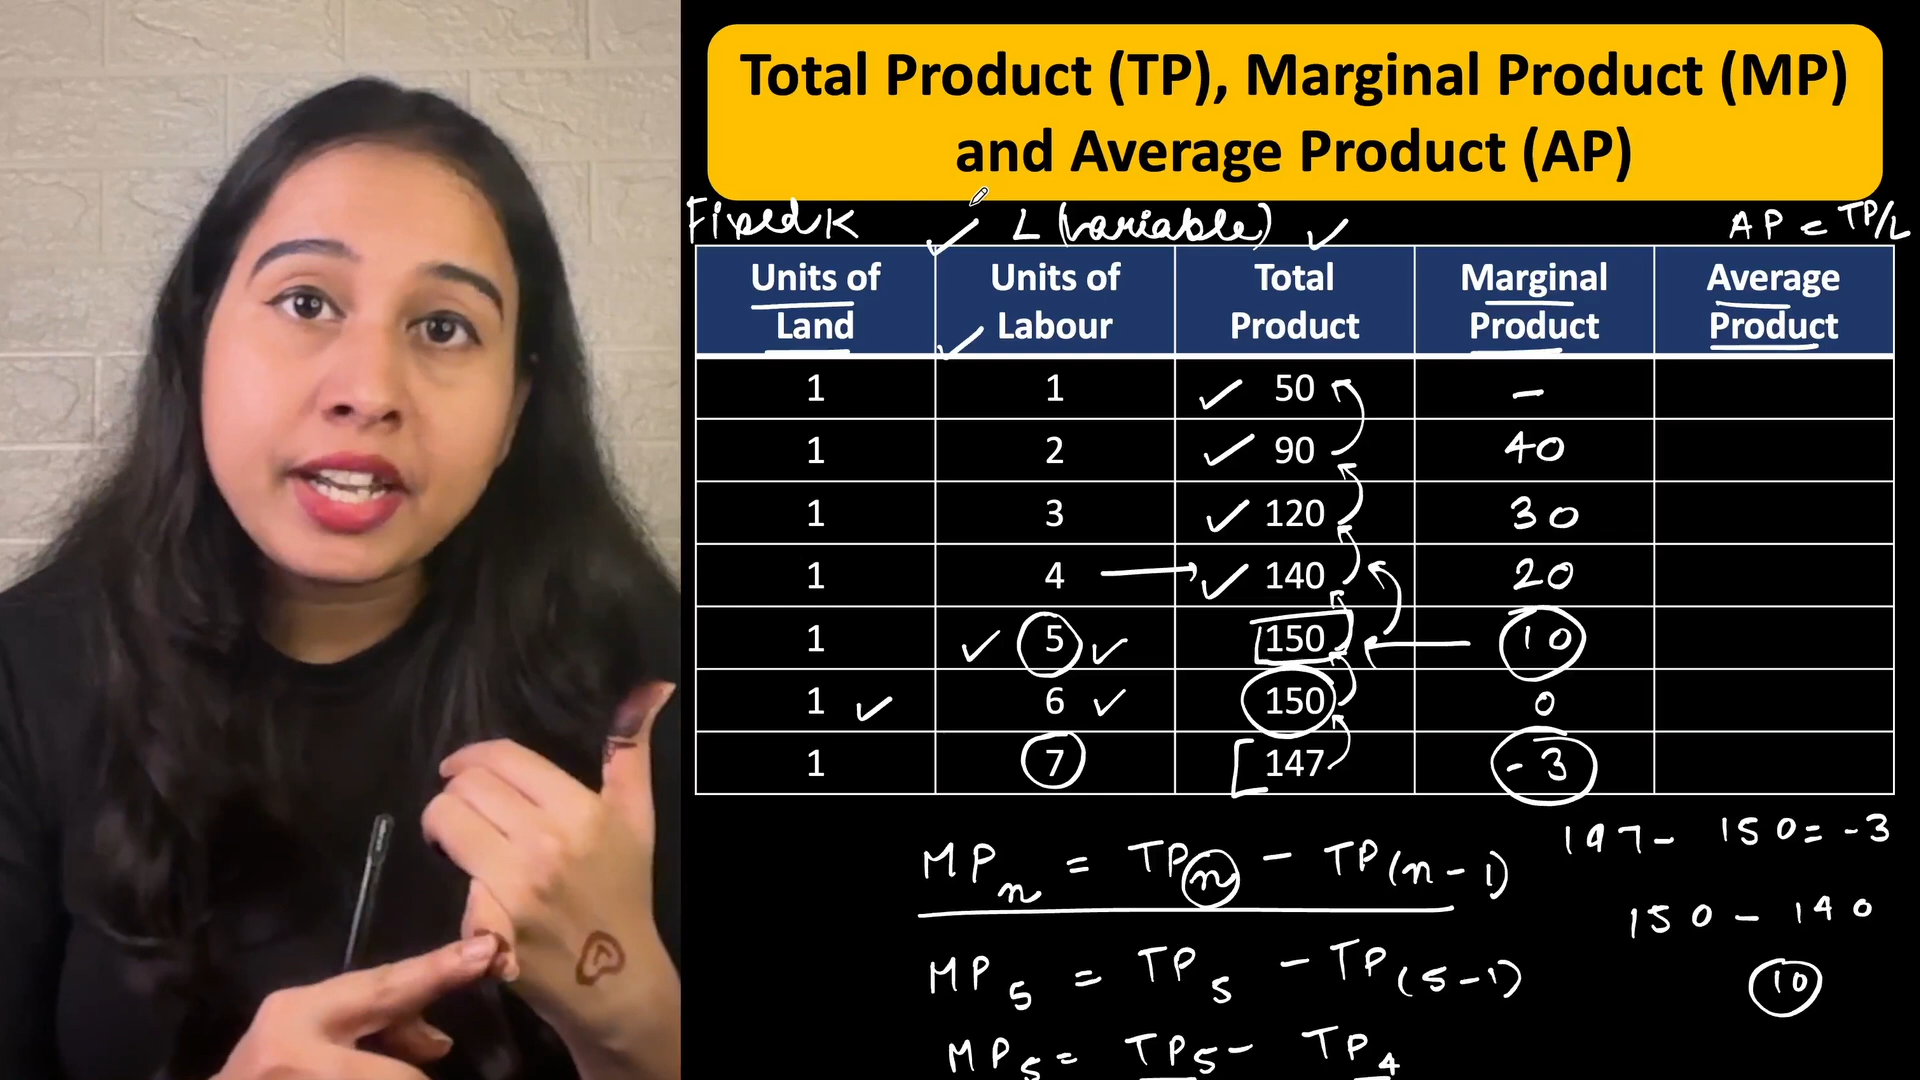 Total Product (TP), Marginal Product (MP)
and Average Product (AP)
Fixed K L (variable) AP = TP/L
Units of Land Units of Labour Total Product Marginal Product Average Product
1 1 50 -
1 2 90 40
1 3 120 30
1 4 140 20
1 5 150 10
1 6 150 0
1 7 147 -3
MPn = TPn - TP(n-1)
197 - 150 = -3
150 - 140
10
MP5 = TP5 - TP(5-1)
MP5 = TP5 - TP4